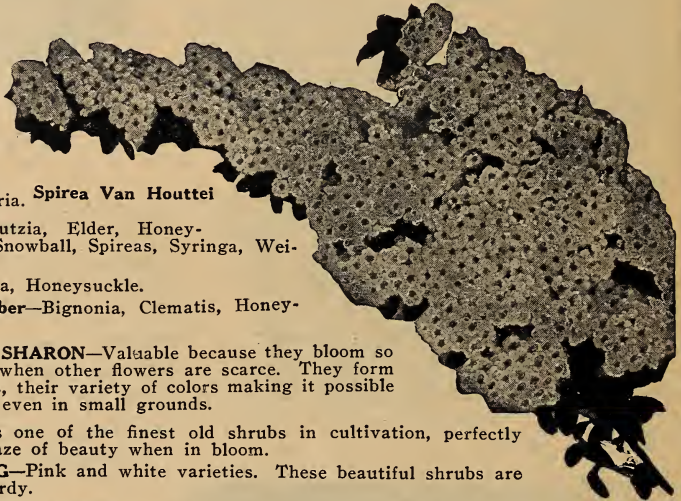 ria. Spirea Van Houttei
utzia, Elder, Honey-
Snowball, Spireas, Syringa, Wei-
a, Honeysuckle.
ber—Bignonia, Clematis, Honey-
SHARON—Valuable because they bloom so
when other flowers are scarce. They form
s, their variety of colors making it possible
even in small grounds.
s one of the finest old shrubs in cultivation, perfectly
aze of beauty when in bloom.
G—Pink and white varieties. These beautiful shrubs are
rdy.